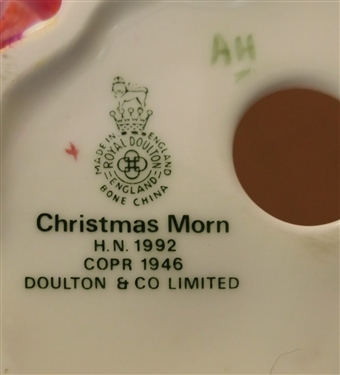 AH
MADE IN ENGLAND
ROYAL DOULTON
ENGLAND
BONE CHINA
Christmas Morn
H.N. 1992
COPR 1946
DOULTON & CO LIMITED